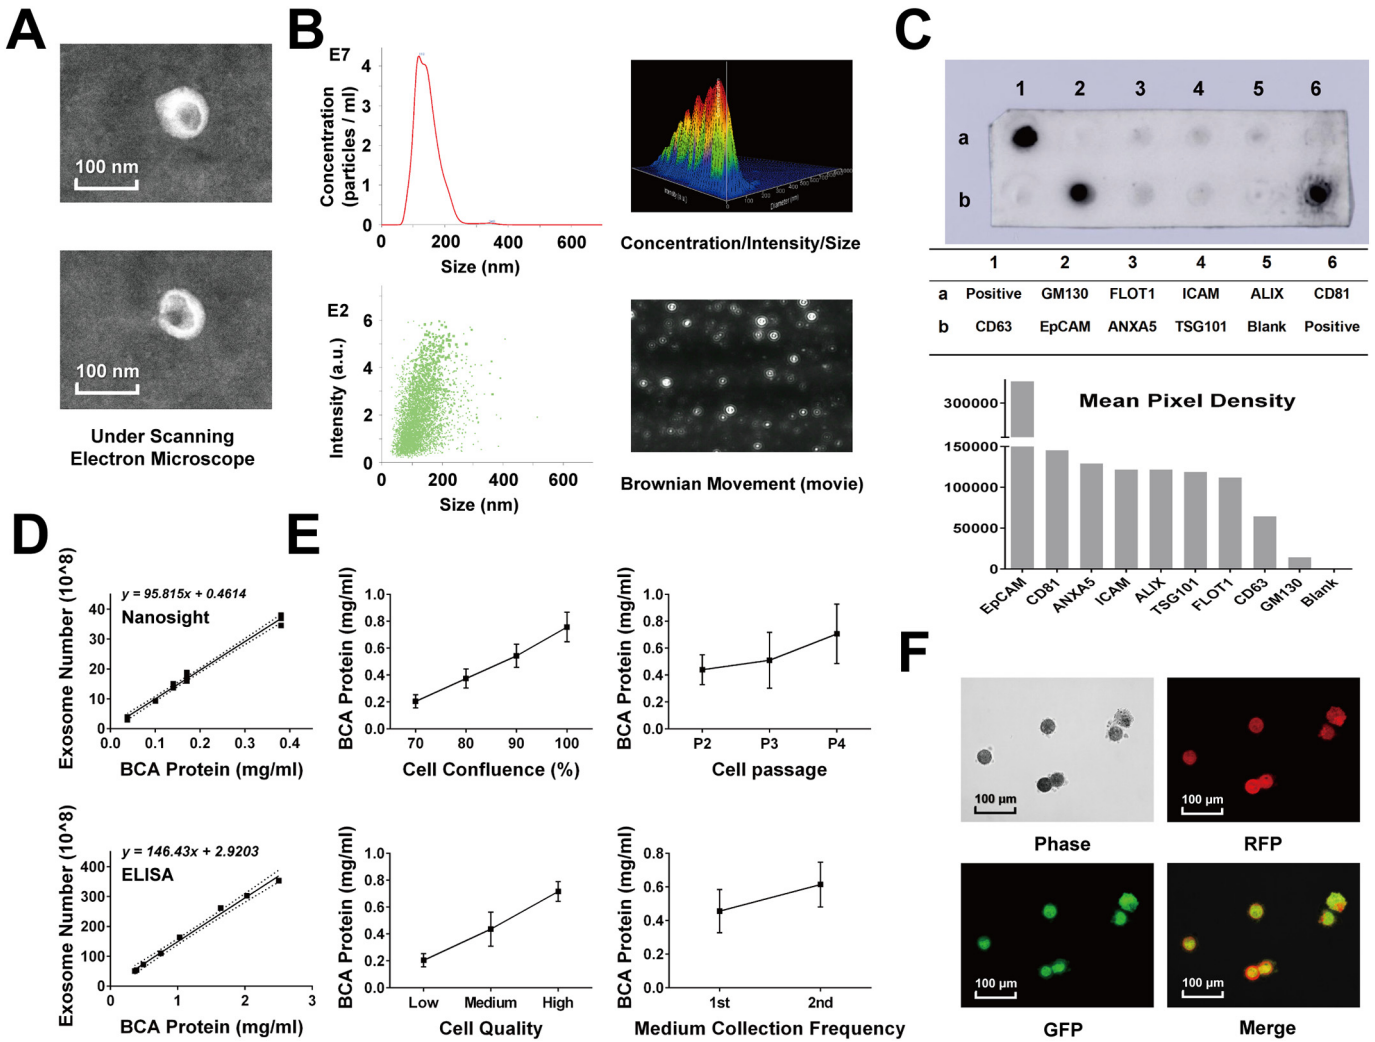 A
100 nm
100 nm
Under Scanning
Electron Microscope
B
E7
Concentration
(particles / ml)
4
3
2
1
0
0 200 400 600
Size (nm)
Concentration/Intensity/Size
E2
Intensity (a.u.)
6
4
2
0
0 200 400 600
Size (nm)
Brownian Movement (movie)
C
1 2 3 4 5 6
a
b
1 2 3 4 5 6
a Positive GM130 FLOT1 ICAM ALIX CD81
b CD63 EpCAM ANXA5 TSG101 Blank Positive
Mean Pixel Density
300000
150000
100000
50000
0
EpCAM CD81 ANXA5 ICAM ALIX TSG101 FLOT1 CD63 GM130 Blank
D
Exosome Number (10^8)
y = 95.815x + 0.4614
Nanosight
40
30
20
10
0
0.0 0.1 0.2 0.3 0.4
BCA Protein (mg/ml)
Exosome Number (10^8)
y = 146.43x + 2.9203
ELISA
400
300
200
100
0
0 1 2 3
BCA Protein (mg/ml)
E
BCA Protein (mg/ml)
1.0
0.8
0.6
0.4
0.2
0.0
70 80 90 100
Cell Confluence (%)
BCA Protein (mg/ml)
1.0
0.8
0.6
0.4
0.2
0.0
P2 P3 P4
Cell passage
BCA Protein (mg/ml)
1.0
0.8
0.6
0.4
0.2
0.0
Low Medium High
Cell Quality
BCA Protein (mg/ml)
0.8
0.6
0.4
0.2
0.0
1st 2nd
Medium Collection Frequency
F
100 µm
Phase
100 µm
RFP
100 µm
GFP
100 µm
Merge